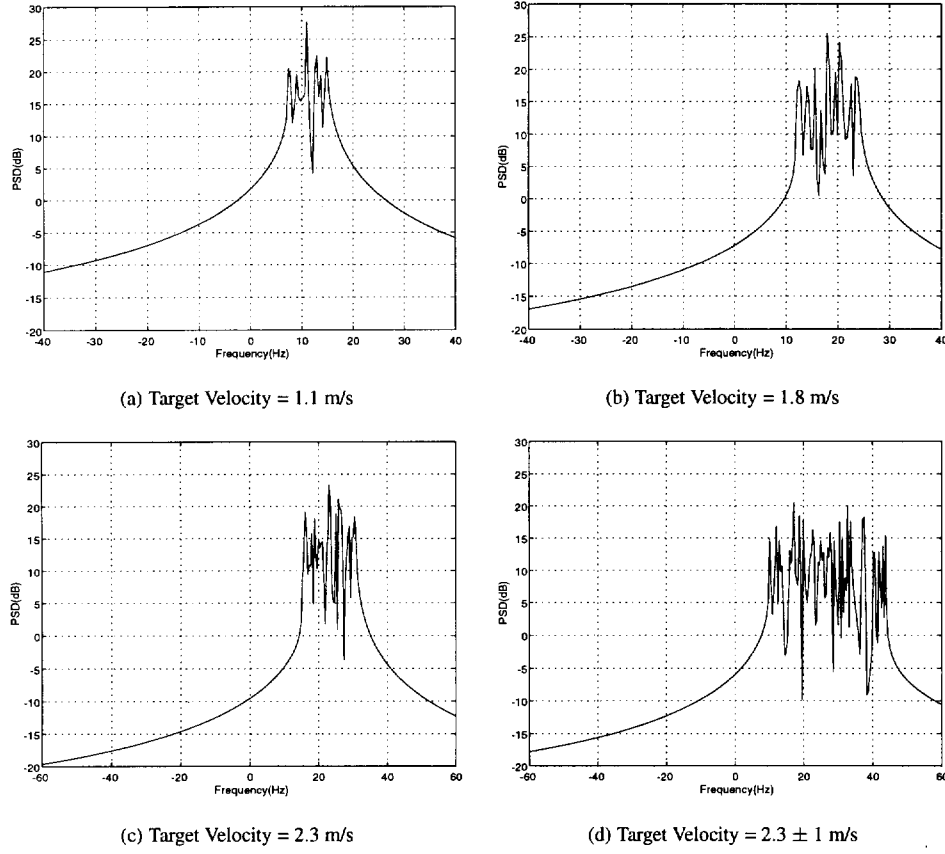 30
25
20
15
10
5
0
-5
-10
-15
-20
PSD(dB)
-40 -30 -20 -10 0 10 20 30 40
Frequency(Hz)
(a) Target Velocity = 1.1 m/s
30
25
20
15
10
5
0
-5
-10
-15
-20
PSD(dB)
-40 -30 -20 -10 0 10 20 30 40
Frequency(Hz)
(b) Target Velocity = 1.8 m/s
30
25
20
15
10
5
0
-5
-10
-15
-20
PSD(dB)
-60 -40 -20 0 20 40 60
Frequency(Hz)
(c) Target Velocity = 2.3 m/s
30
25
20
15
10
5
0
-5
-10
-15
-20
PSD(dB)
-60 -40 -20 0 20 40 60
Frequency(Hz)
(d) Target Velocity = 2.3 ± 1 m/s